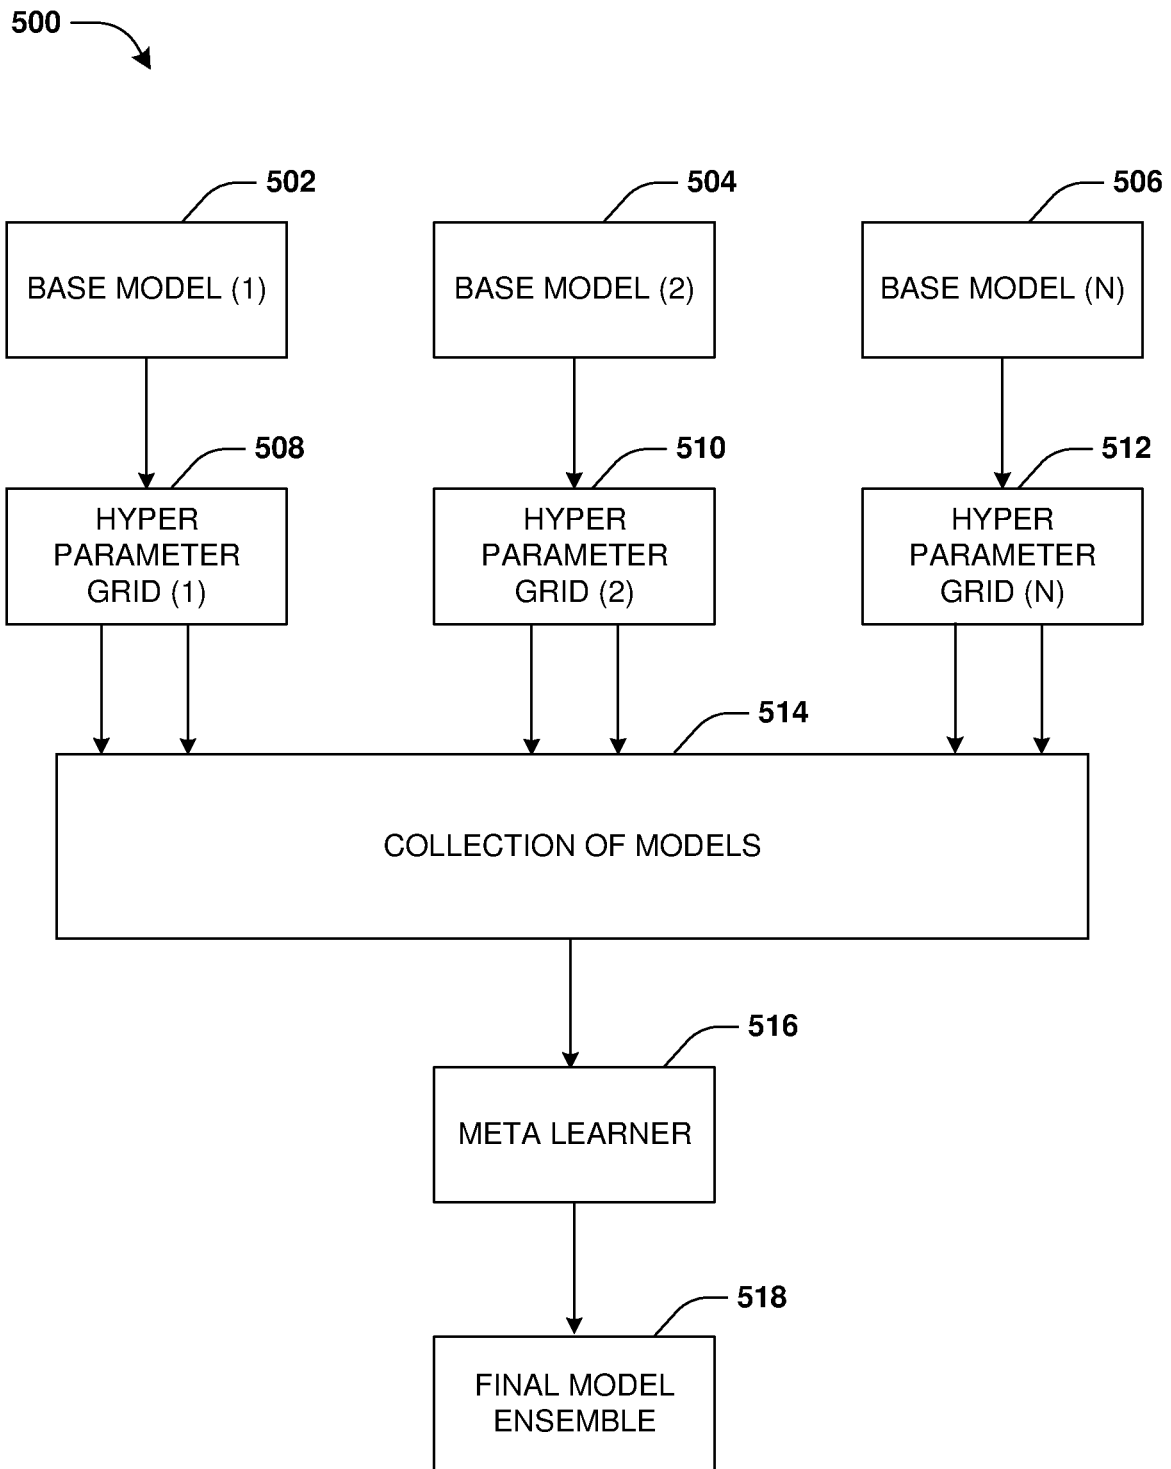 500
502
504
506
BASE MODEL (1)
BASE MODEL (2)
BASE MODEL (N)
508
510
512
HYPER
PARAMETER
GRID (1)
HYPER
PARAMETER
GRID (2)
HYPER
PARAMETER
GRID (N)
514
COLLECTION OF MODELS
516
META LEARNER
518
FINAL MODEL
ENSEMBLE